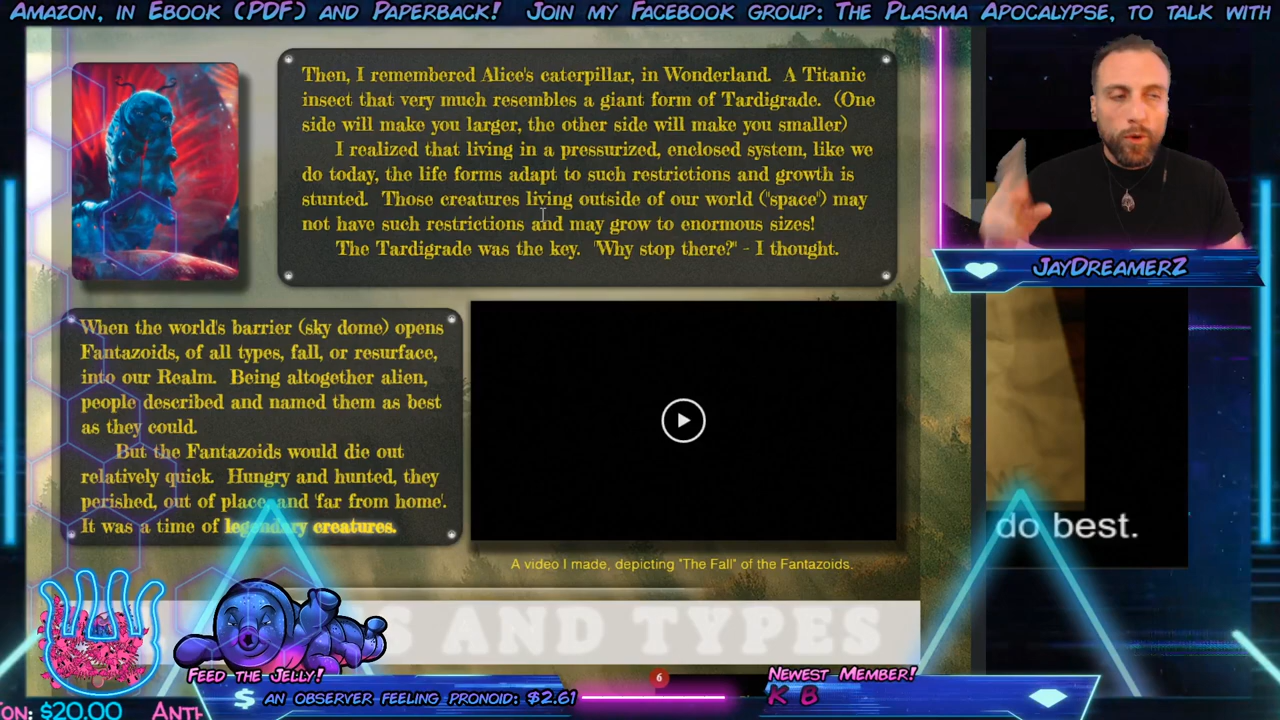 Amazon, in Ebook (PDF) and Paperback! Join my Facebook group: The Plasma Apocalypse, to talk with
Then, I remembered Alice's caterpillar, in Wonderland. A Titanic
insect that very much resembles a giant form of Tardigrade. (One
side will make you larger, the other side will make you smaller)
I realized that living in a pressurized, enclosed system, like we
do today, the life forms adapt to such restrictions and growth is
stunted. Those creatures living outside of our world ("space") may
not have such restrictions and may grow to enormous sizes!
The Tardigrade was the key. "Why stop there?" - I thought.
JayDreamerZ
When the world's barrier (sky dome) opens
Fantazoids, of all types, fall, or resurface,
into our Realm. Being altogether alien,
people described and named them as best
as they could.
But the Fantazoids would die out
relatively quick. Hungry and hunted, they
perished, out of place, and 'far from home'.
It was a time of legendary creatures.
do best.
A video I made, depicting "The Fall" of the Fantazoids.
AND TYPES
Feed the Jelly!
$ an observer feeling pronoid: $2.61
6
Newest Member!
K B
$20.00